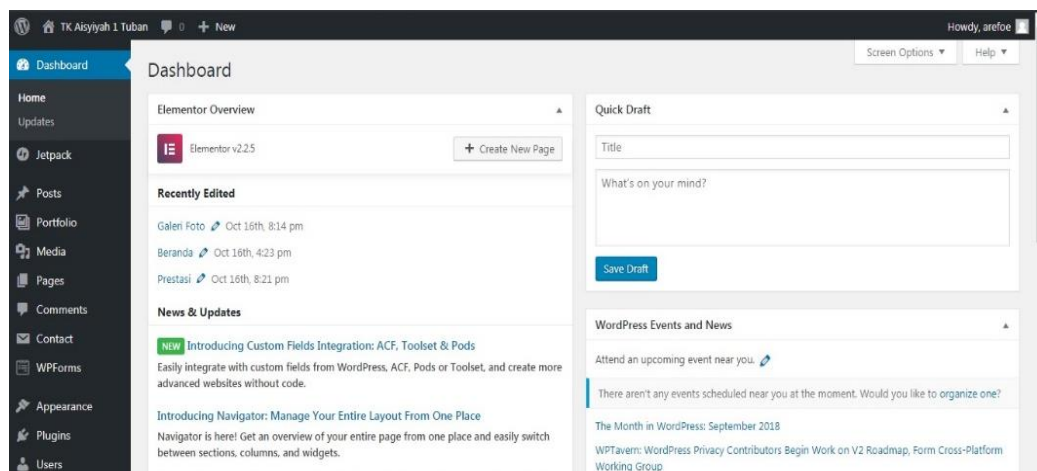 TK Aisyiyah 1 Tuban 0 + New
Howdy, arefoe
Screen Options ▼ Help ▼
Dashboard
Home
Updates
Jetpack
Posts
Portfolio
Media
Pages
Comments
Contact
WPForms
Appearance
Plugins
Users
Dashboard
Elementor Overview
Elementor v2.2.5
+ Create New Page
Recently Edited
Galeri Foto Oct 16th, 8:14 pm
Beranda Oct 16th, 4:23 pm
Prestasi Oct 16th, 8:21 pm
News & Updates
NEW Introducing Custom Fields Integration: ACF, Toolset & Pods
Easily integrate with custom fields from WordPress, ACF, Pods or Toolset, and create more
advanced websites without code.
Introducing Navigator: Manage Your Entire Layout From One Place
Navigator is here! Get an overview of your entire page from one place and easily switch
between sections, columns, and widgets.
Quick Draft
Title
What's on your mind?
Save Draft
WordPress Events and News
Attend an upcoming event near you.
There aren't any events scheduled near you at the moment. Would you like to organize one?
The Month in WordPress: September 2018
WPTavern: WordPress Privacy Contributors Begin Work on V2 Roadmap, Form Cross-Platform
Working Group